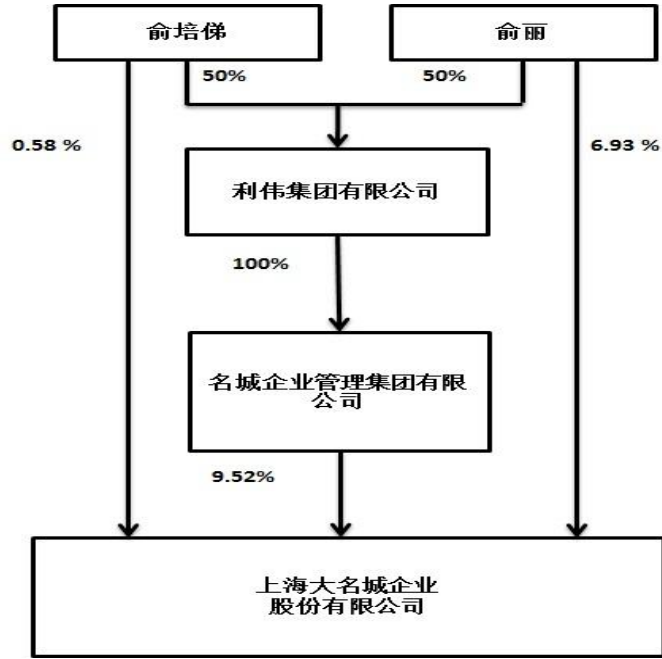 俞培俤
俞丽
50%
50%
0.58 %
6.93 %
利伟集团有限公司
100%
名城企业管理集团有限
公司
9.52%
上海大名城企业
股份有限公司